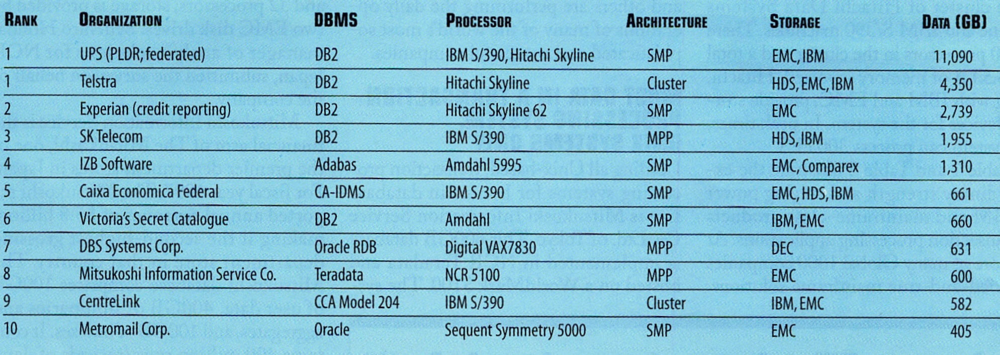 RANK ORGANIZATION DBMS PROCESSOR ARCHITECTURE STORAGE DATA (GB)
1 UPS (PLDR; federated) DB2 IBM S/390, Hitachi Skyline SMP EMC, IBM 11,090
1 Telstra DB2 Hitachi Skyline Cluster HDS, EMC, IBM 4,350
2 Experian (credit reporting) DB2 Hitachi Skyline 62 SMP EMC 2,739
3 SK Telecom DB2 IBM S/390 MPP HDS, IBM 1,955
4 IZB Software Adabas Amdahl 5995 SMP EMC, Comparex 1,310
5 Caixa Economica Federal CA-IDMS IBM S/390 SMP EMC, HDS, IBM 661
6 Victoria's Secret Catalogue DB2 Amdahl SMP IBM, EMC 660
7 DBS Systems Corp. Oracle RDB Digital VAX7830 MPP DEC 631
8 Mitsukoshi Information Service Co. Teradata NCR 5100 MPP EMC 600
9 CentreLink CCA Model 204 IBM S/390 Cluster IBM, EMC 582
10 Metromail Corp. Oracle Sequent Symmetry 5000 SMP EMC 405